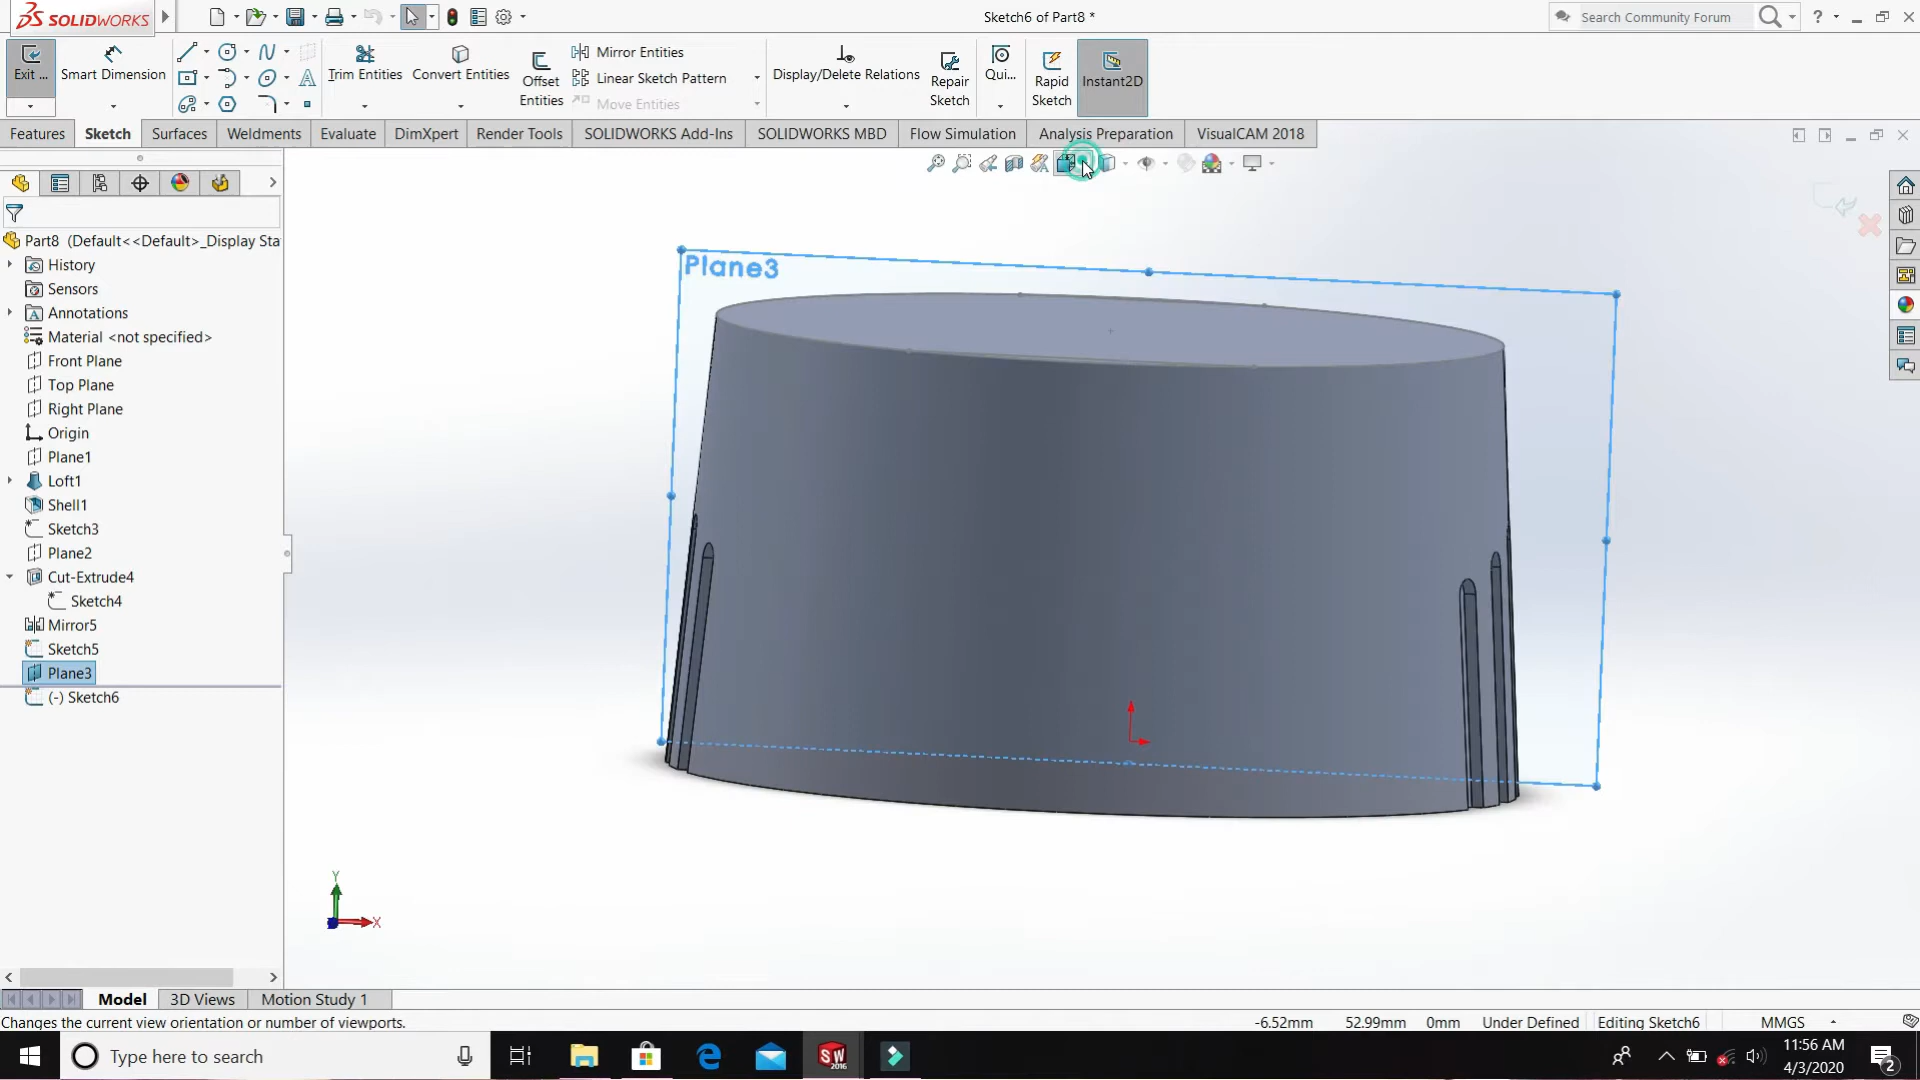 SOLIDWORKS
Sketch6 of Part8 *
Search Community Forum
Exit ...
Smart Dimension
Trim Entities
Convert Entities
Offset
Entities
Mirror Entities
Linear Sketch Pattern
Move Entities
Display/Delete Relations
Repair
Sketch
Qui...
Rapid
Sketch
Instant2D
Features
Sketch
Surfaces
Weldments
Evaluate
DimXpert
Render Tools
SOLIDWORKS Add-Ins
SOLIDWORKS MBD
Flow Simulation
Analysis Preparation
VisualCAM 2018
Part8 (Default<<Default>_Display Sta
History
Sensors
Annotations
Material <not specified>
Front Plane
Top Plane
Right Plane
Origin
Plane1
Loft1
Shell1
Sketch3
Plane2
Cut-Extrude4
Sketch4
Mirror5
Sketch5
Plane3
(-) Sketch6
Plane3
Y
X
Model
3D Views
Motion Study 1
Changes the current view orientation or number of viewports.
-6.52mm
52.99mm
0mm
Under Defined
Editing Sketch6
MMGS
Type here to search
SW
2016
11:56 AM
4/3/2020
2